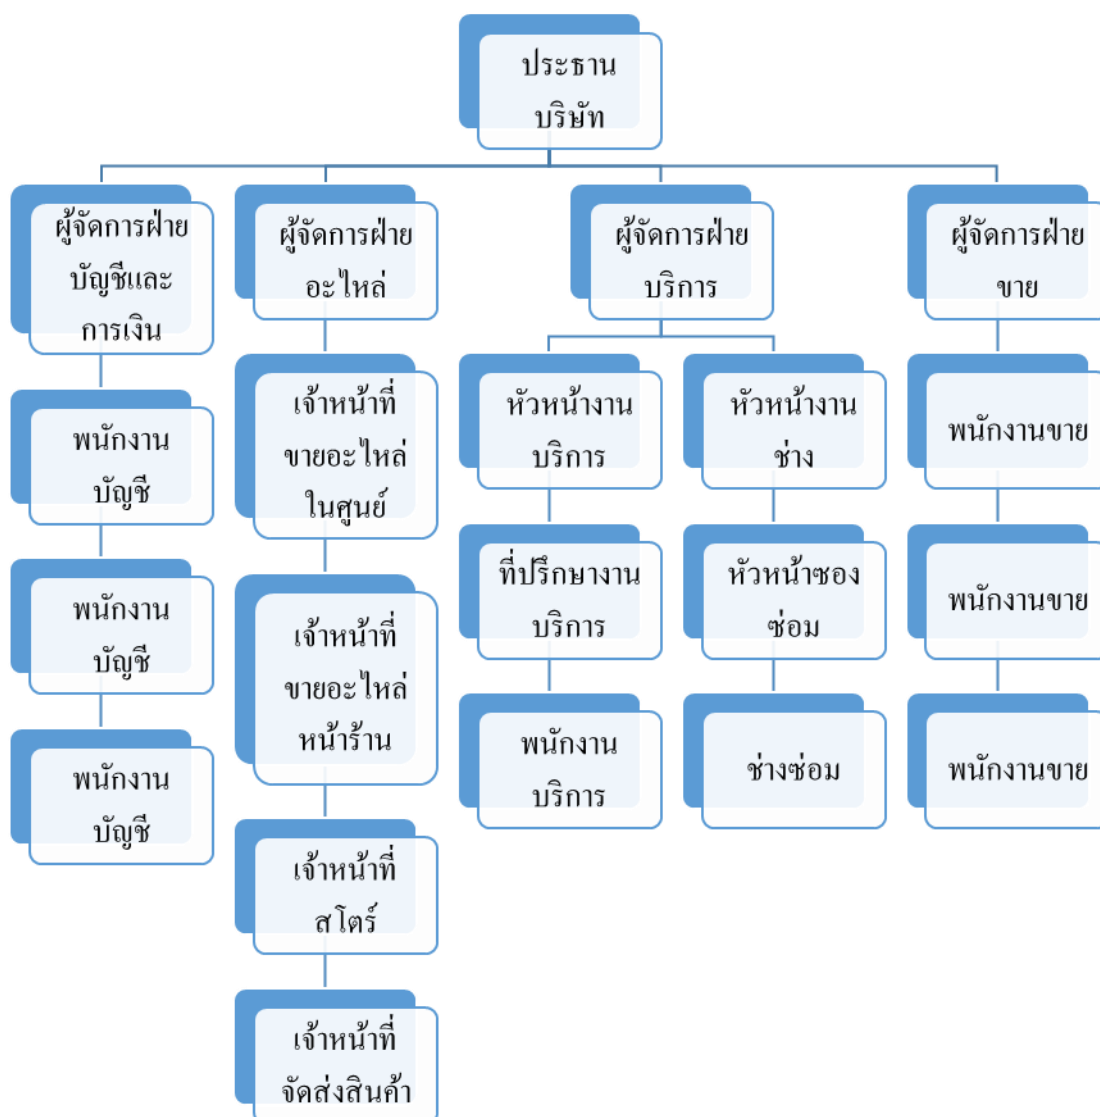 ประธาน
บริษัท
ผู้จัดการฝ่าย
บัญชีและ
การเงิน
ผู้จัดการฝ่าย
อะไหล่
ผู้จัดการฝ่าย
บริการ
ผู้จัดการฝ่าย
ขาย
พนักงาน
บัญชี
พนักงาน
บัญชี
พนักงาน
บัญชี
เจ้าหน้าที่
ขายอะไหล่
ในศูนย์
เจ้าหน้าที่
ขายอะไหล่
หน้าร้าน
เจ้าหน้าที่
สโตร์
เจ้าหน้าที่
จัดส่งสินค้า
หัวหน้างาน
บริการ
ที่ปรึกษางาน
บริการ
พนักงาน
บริการ
หัวหน้างาน
ช่าง
หัวหน้าซอง
ซ่อม
ช่างซ่อม
พนักงานขาย
พนักงานขาย
พนักงานขาย